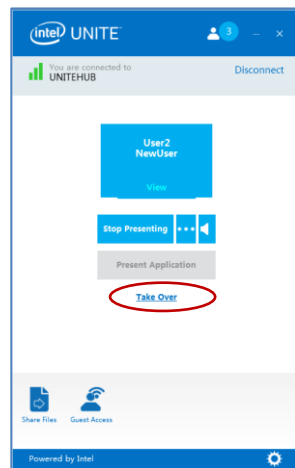 intel UNITE™
3
You are connected to
UNITEHUB
Disconnect
User2
NewUser
View
Stop Presenting
Present Application
Take Over
Share Files
Guest Access
Powered by Intel